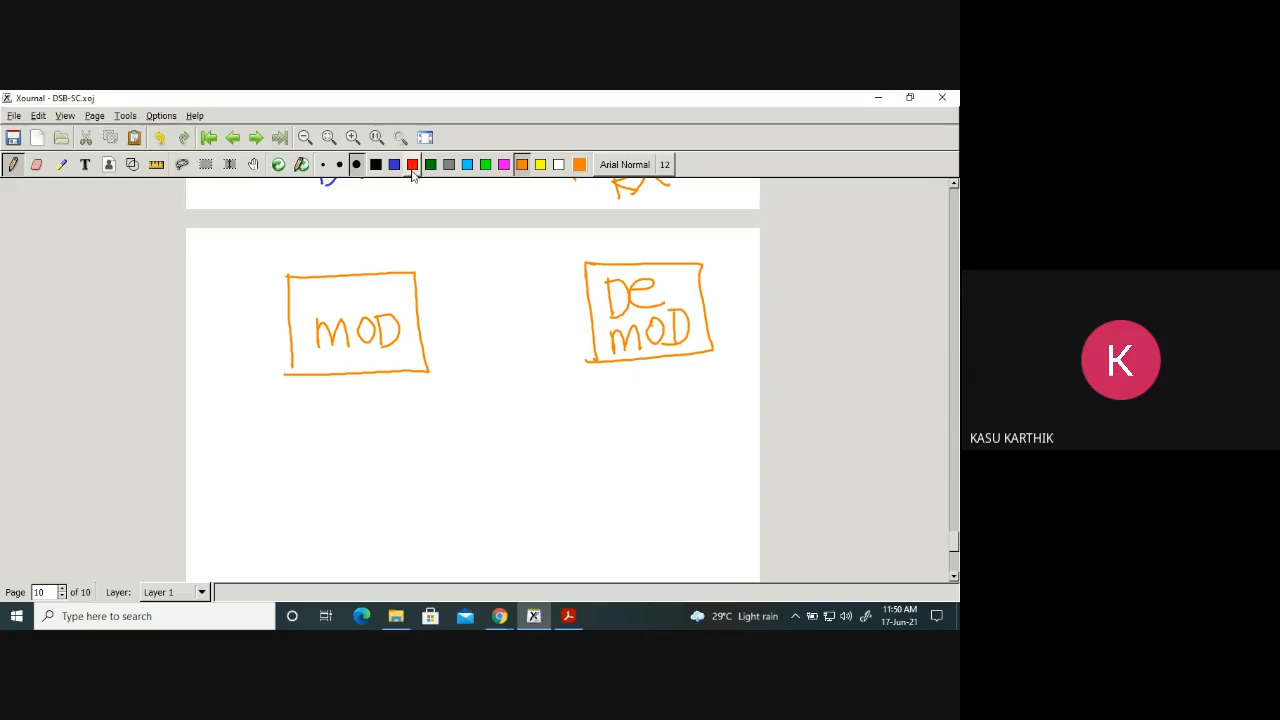 Xournal - DSB-SC.xoj
File Edit View Page Tools Options Help
Arial Normal 12
MOD
De
MOD
K
KASU KARTHIK
Page 10 of 10 Layer: Layer 1
Type here to search
29°C Light rain
11:50 AM
17-Jun-21